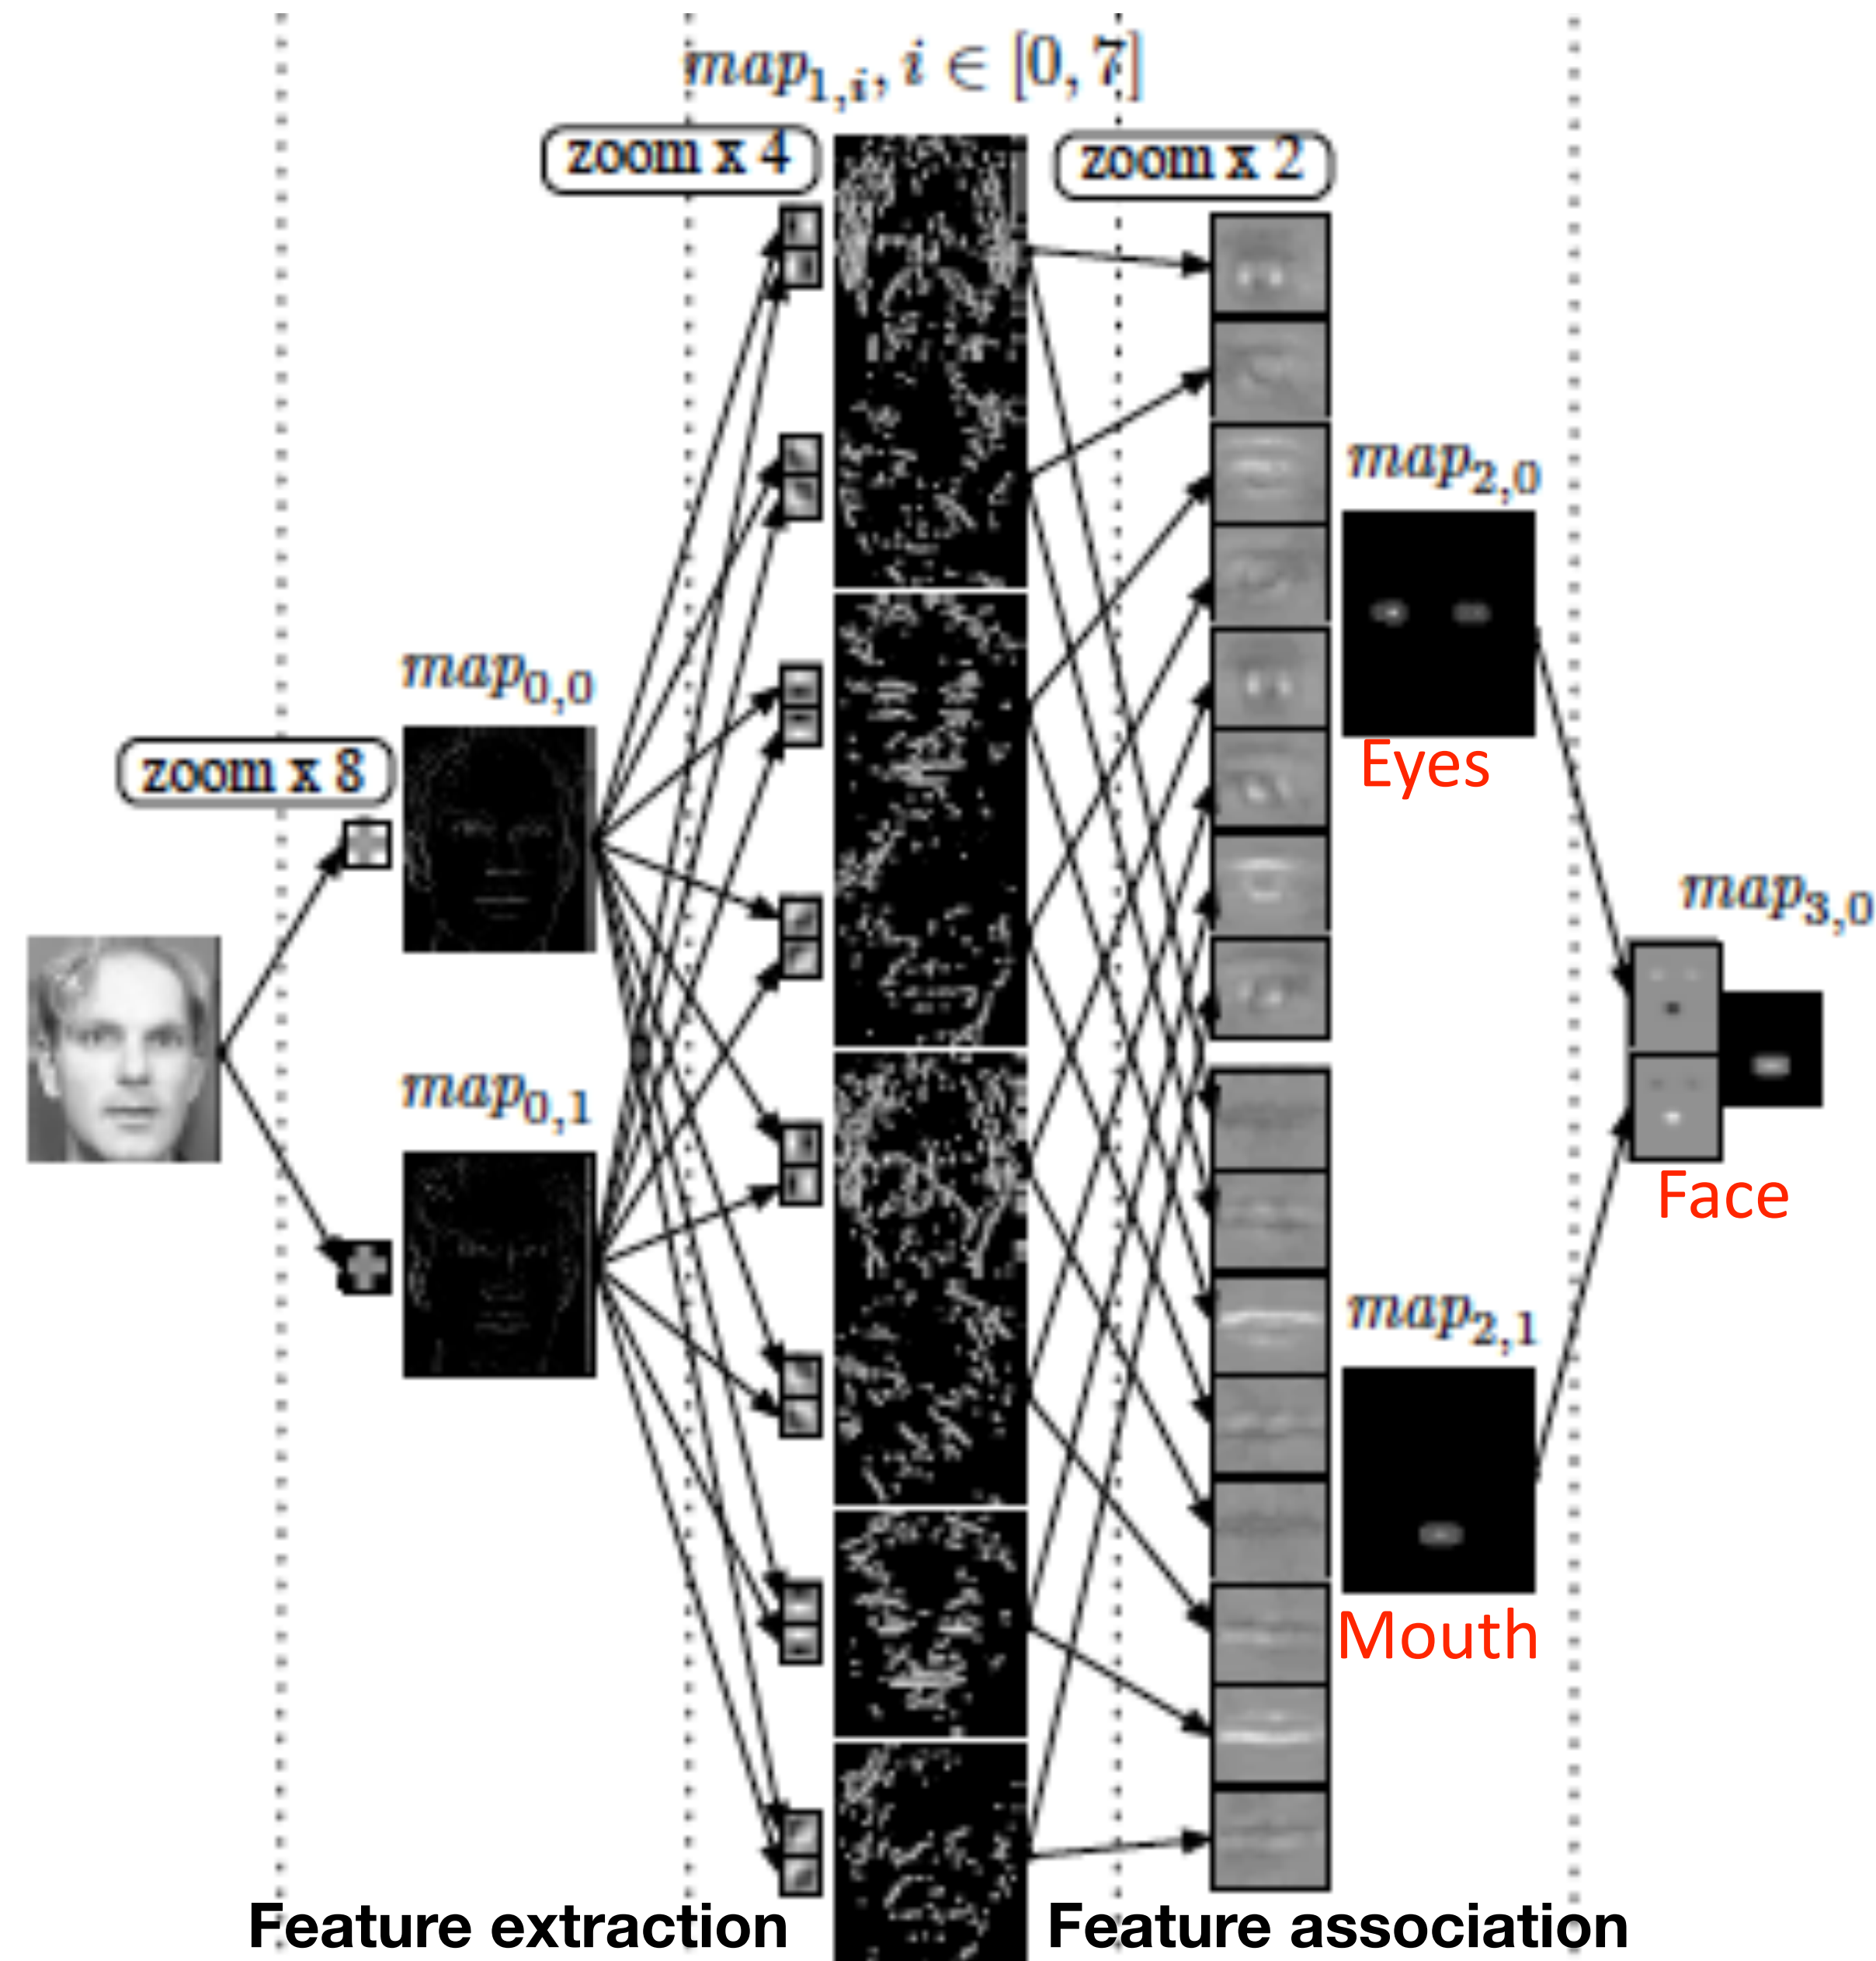 map₁,ᵢ, i ∈ [0, 7]
zoom x 4
zoom x 2
map₂,₀
Eyes
map₀,₀
zoom x 8
map₃,₀
map₀,₁
Face
map₂,₁
Mouth
Feature extraction
Feature association